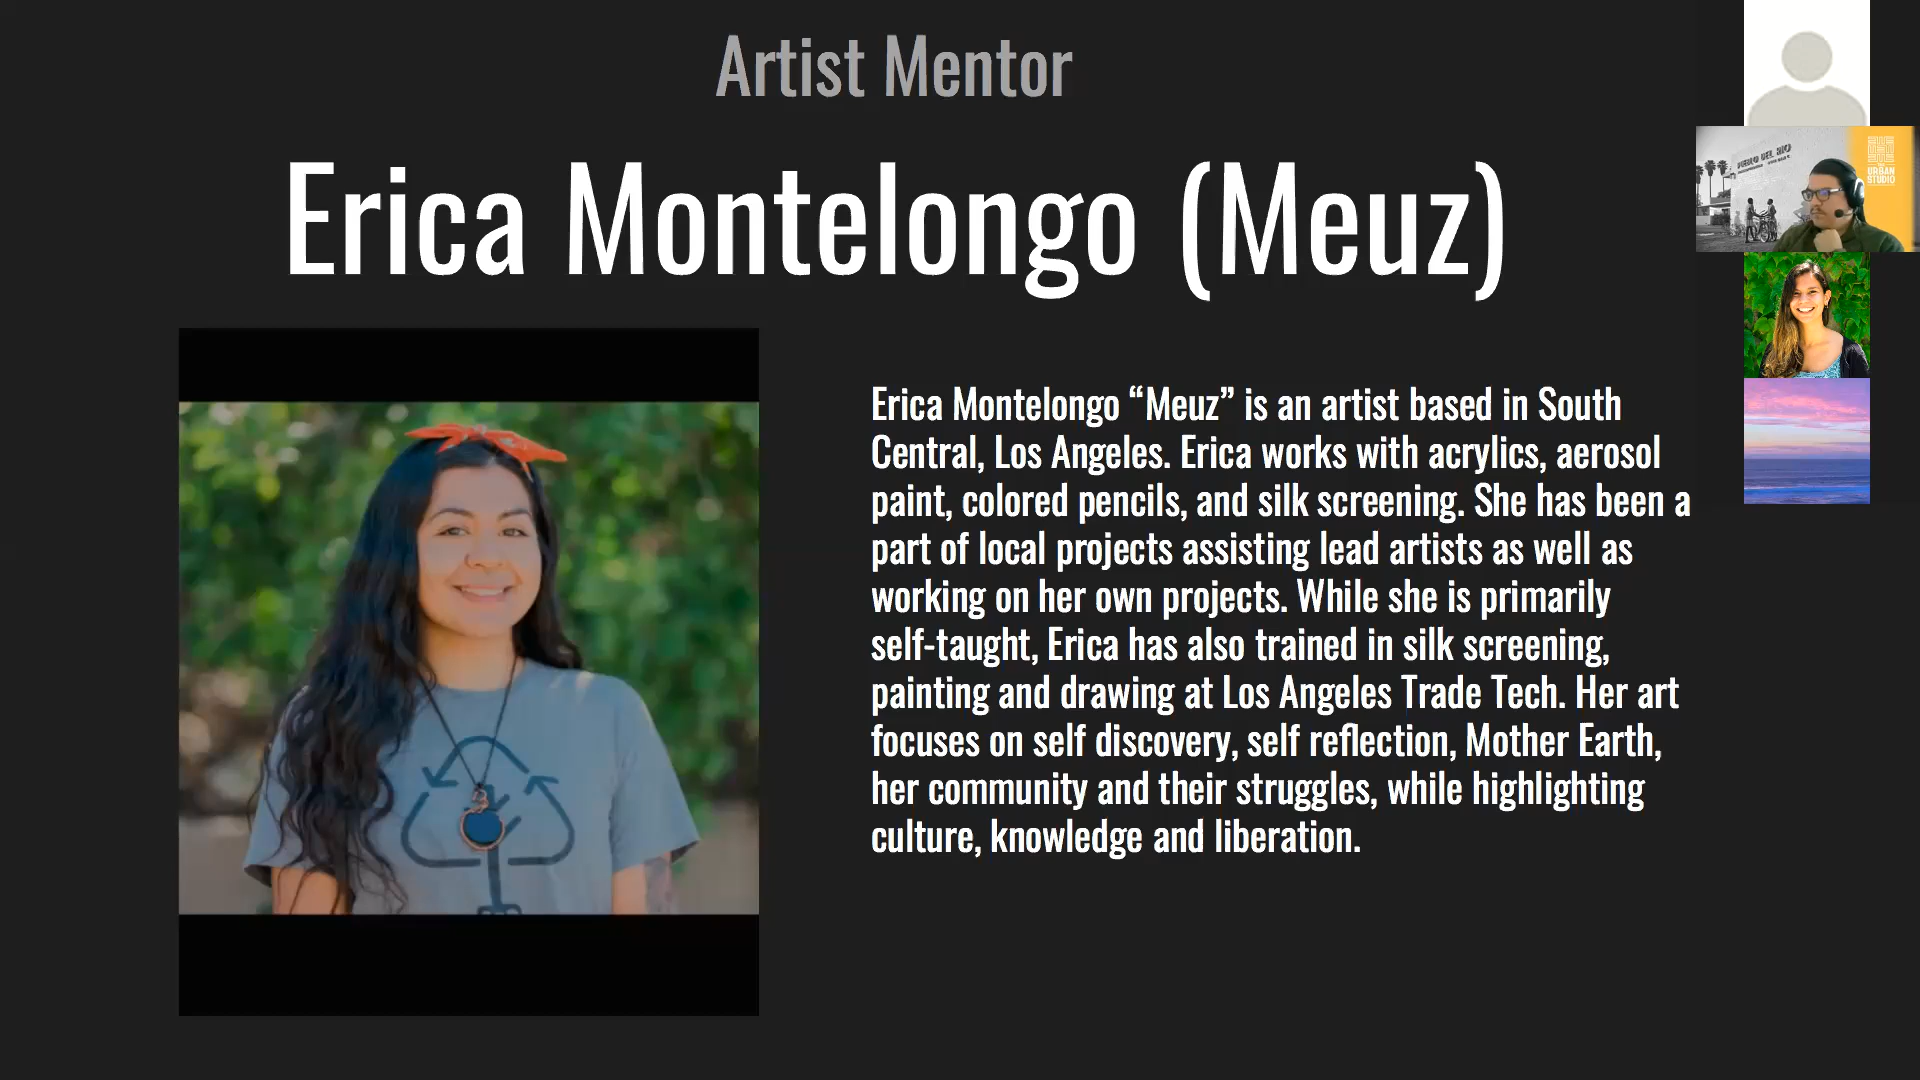 Artist Mentor
Erica Montelongo (Meuz)
Erica Montelongo “Meuz” is an artist based in South
Central, Los Angeles. Erica works with acrylics, aerosol
paint, colored pencils, and silk screening. She has been a
part of local projects assisting lead artists as well as
working on her own projects. While she is primarily
self-taught, Erica has also trained in silk screening,
painting and drawing at Los Angeles Trade Tech. Her art
focuses on self discovery, self reflection, Mother Earth,
her community and their struggles, while highlighting
culture, knowledge and liberation.
PUEBLO DEL RIO
URBAN
STUDIO